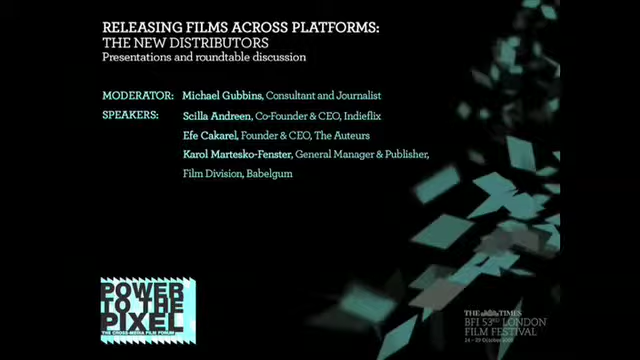 RELEASING FILMS ACROSS PLATFORMS:
THE NEW DISTRIBUTORS
Presentations and roundtable discussion
MODERATOR: Michael Gubbins, Consultant and Journalist
SPEAKERS: Scilla Andreen, Co-Founder & CEO, Indieflix
Efe Cakarel, Founder & CEO, The Auteurs
Karol Martesko-Fenster, General Manager & Publisher,
Film Division, Babelgum
POWER
TO THE
PIXEL
THE CROSS-MEDIA FILM FORUM
THE TIMES
BFI 53RD LONDON
FILM FESTIVAL